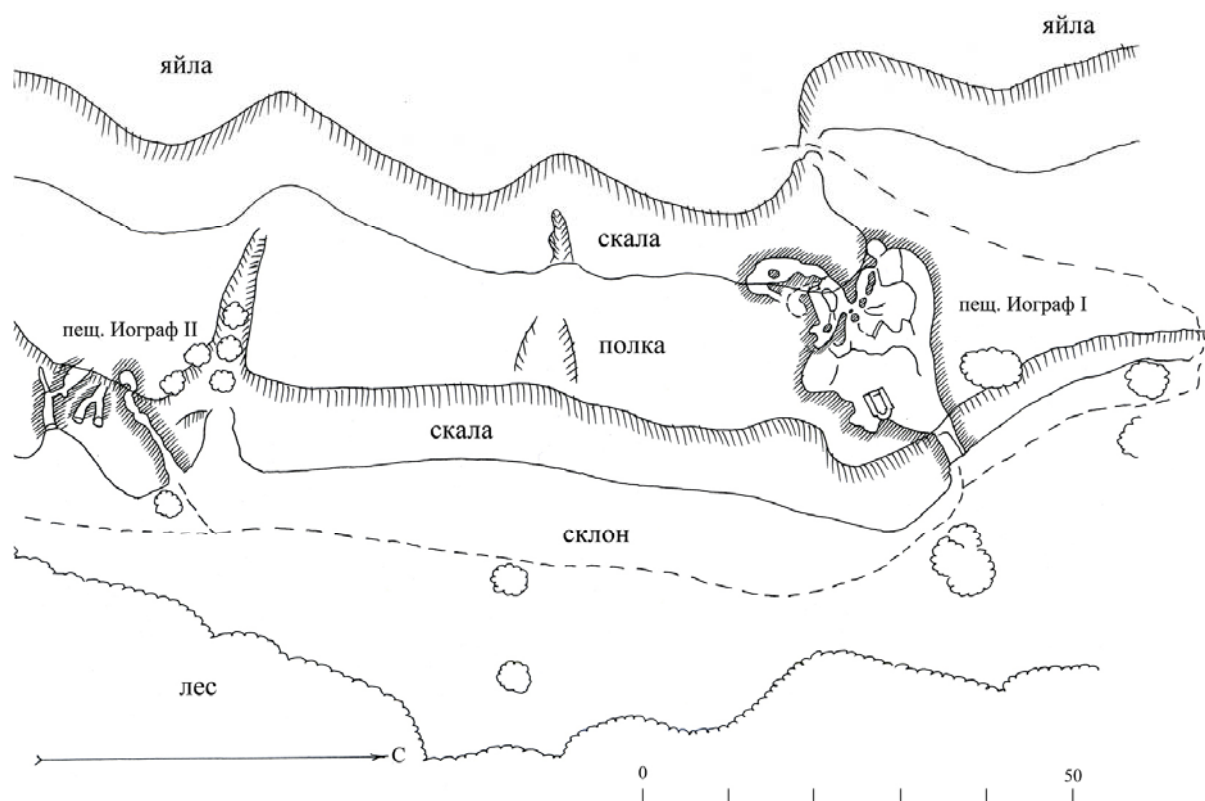 яйла
яйла
скала
пещ. Иограф II
пещ. Иограф I
полка
скала
склон
лес
С
0
50